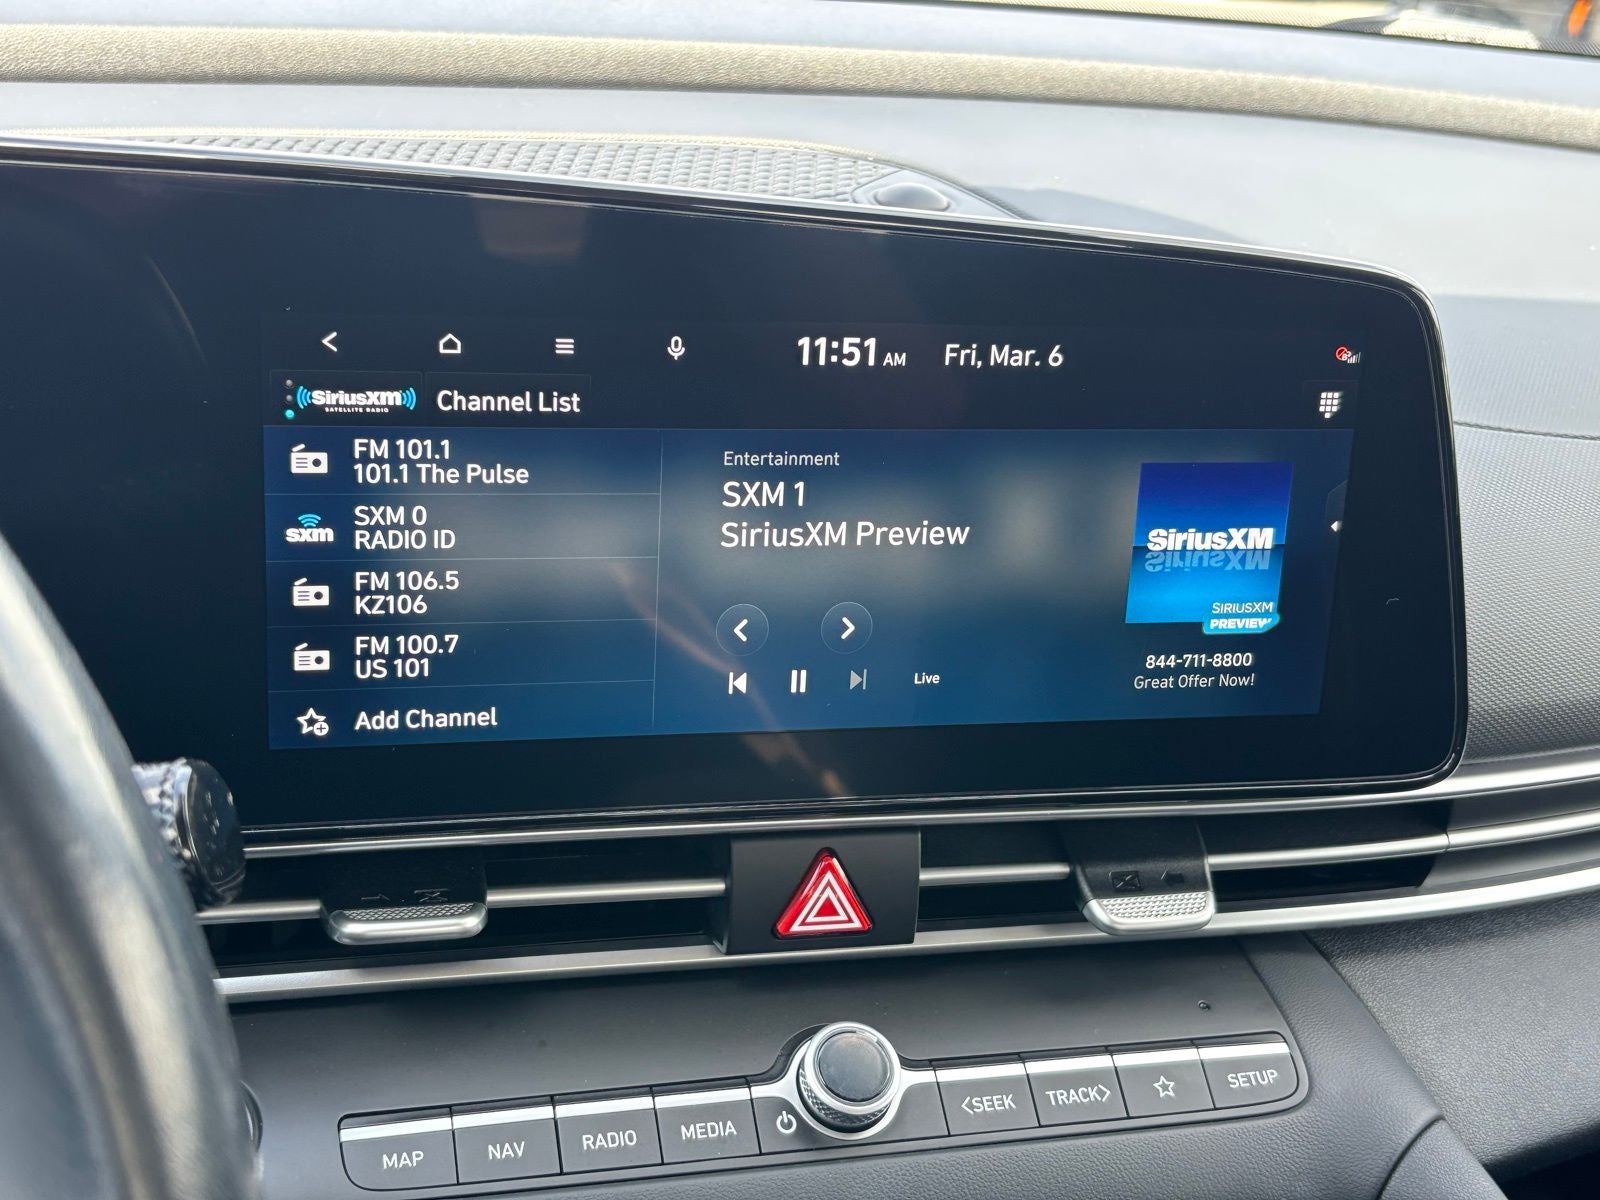 11:51 AM Fri, Mar. 6
((SiriusXM)) Channel List
SATELLITE RADIO
FM 101.1
101.1 The Pulse
sxm
SXM 0
RADIO ID
FM 106.5
KZ106
FM 100.7
US 101
Add Channel
Entertainment
SXM 1
SiriusXM Preview
Live
SiriusXM
SIRIUSXM
PREVIEW
844-711-8800
Great Offer Now!
MAP NAV RADIO MEDIA <SEEK TRACK> SETUP